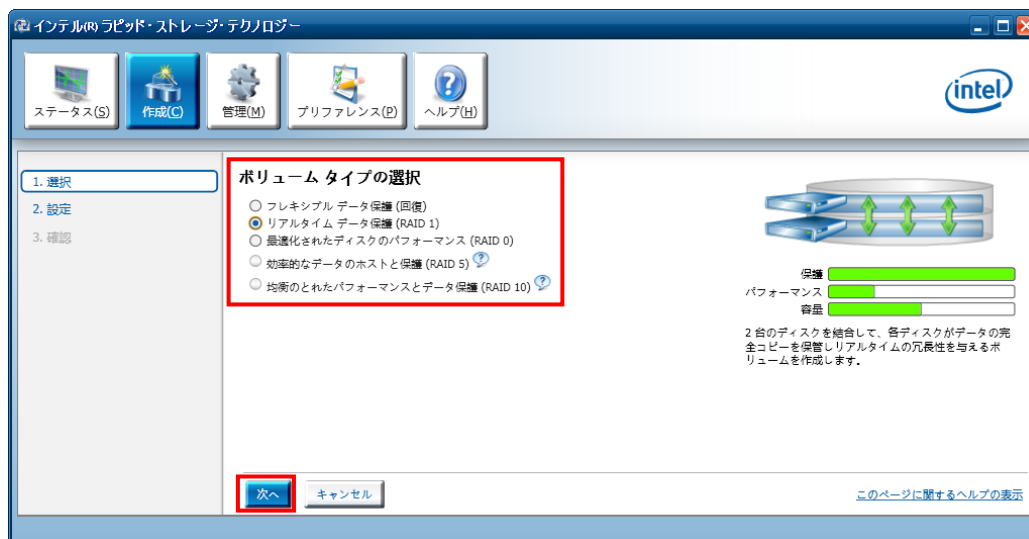 インテル(R) ラピッド・ストレージ・テクノロジー
ステータス(S)
作成(C)
管理(M)
プリファレンス(P)
ヘルプ(H)
intel
1. 選択
2. 設定
3. 確認
ボリューム タイプの選択
フレキシブル データ保護 (回復)
リアルタイム データ保護 (RAID 1)
最適化されたディスクのパフォーマンス (RAID 0)
効率的なデータのホストと保護 (RAID 5)
均衡のとれたパフォーマンスとデータ保護 (RAID 10)
保護
パフォーマンス
容量
2 台のディスクを結合して、各ディスクがデータの完
全コピーを保管しリアルタイムの冗長性を与えるボ
リュームを作成します。
次へ
キャンセル
このページに関するヘルプの表示